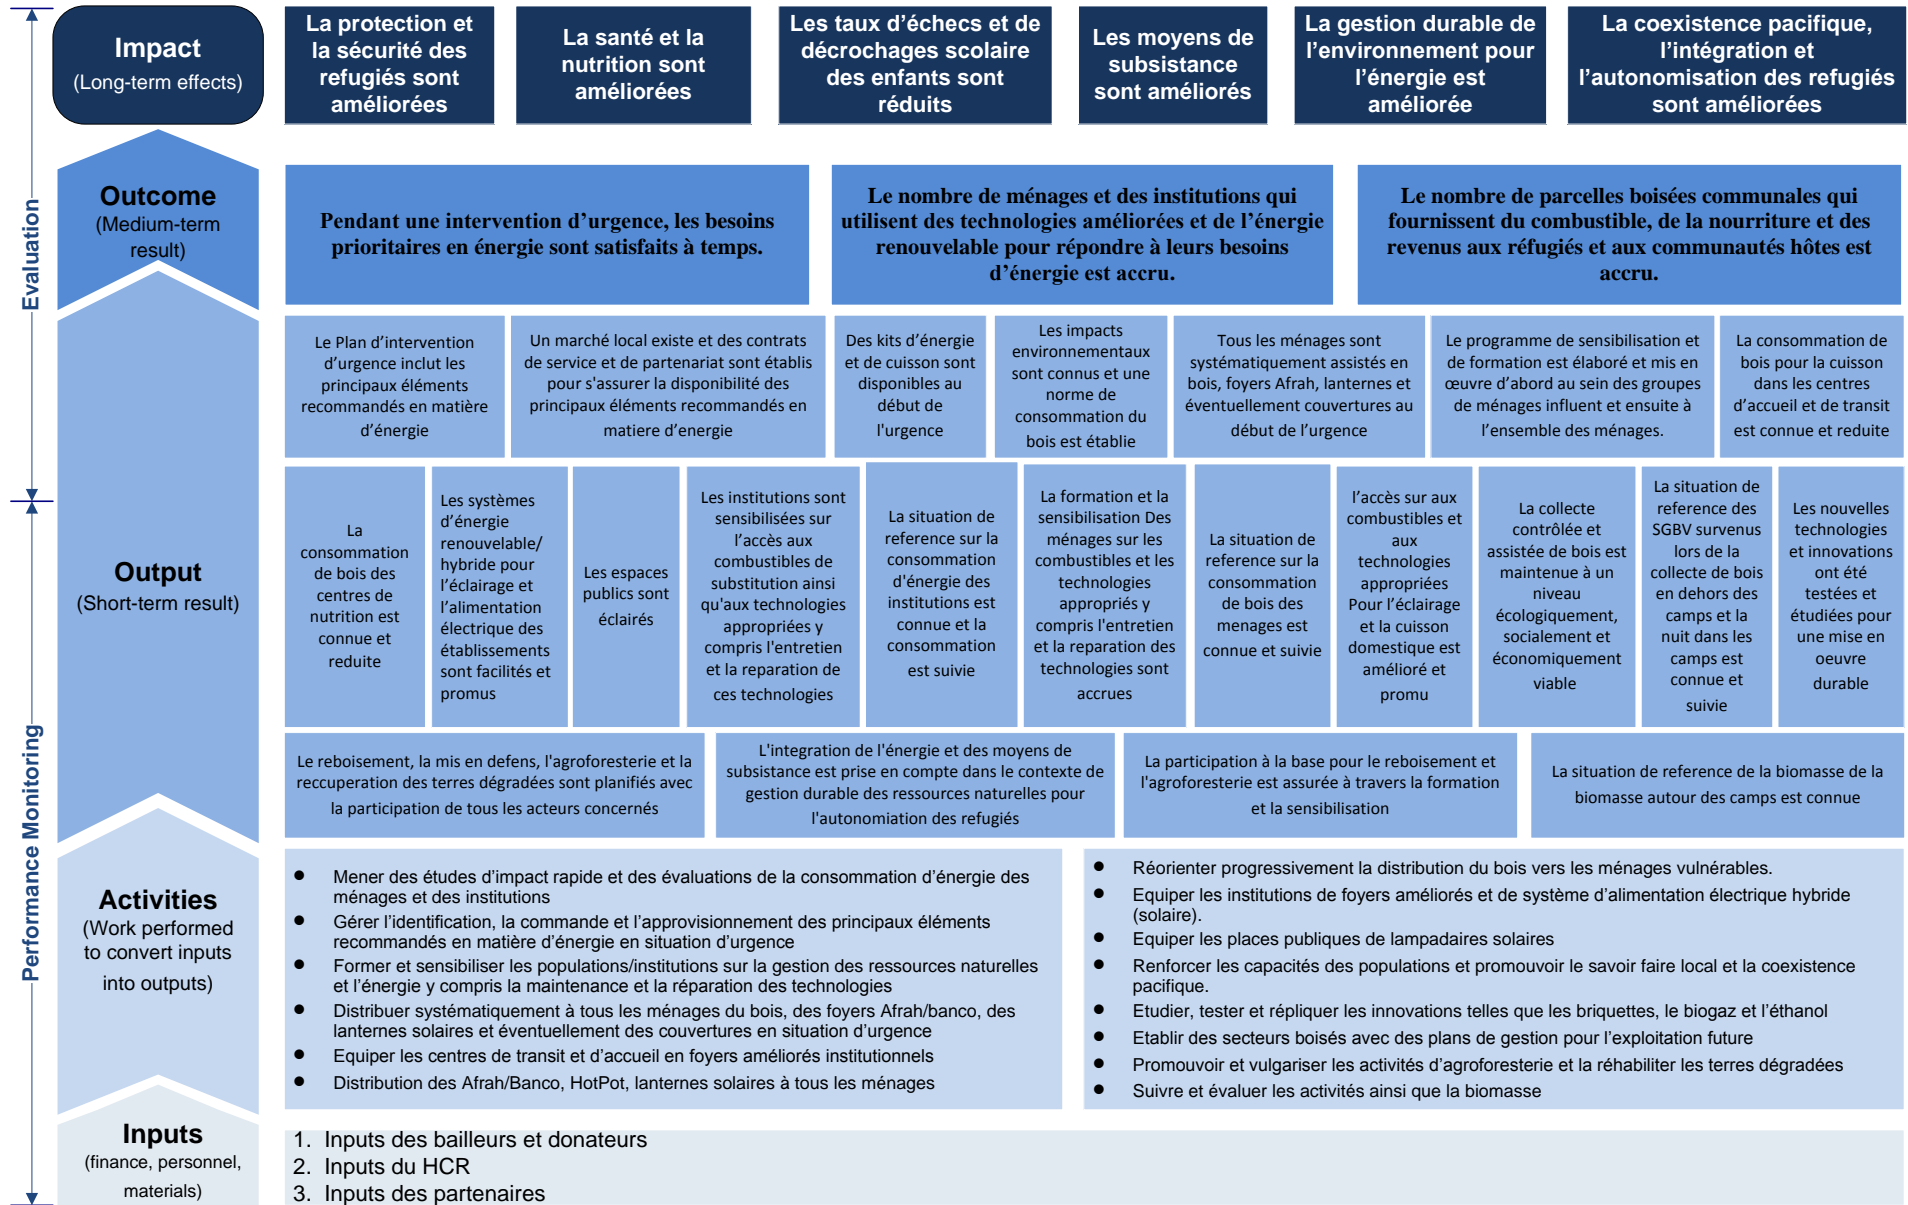 Impact
(Long-term effects)
La protection et
la sécurité des
refugiés sont
améliorées
La santé et la
nutrition sont
améliorées
Les taux d'échecs et de
décrochages scolaire
des enfants sont
réduits
Les moyens de
subsistance
sont améliorés
La gestion durable de
l'environnement pour
l'énergie est
améliorée
La coexistence pacifique,
l'intégration et
l'autonomisation des refugiés
sont améliorées
Evaluation
Outcome
(Medium-term
result)
Pendant une intervention d'urgence, les besoins
prioritaires en énergie sont satisfaits à temps.
Le nombre de ménages et des institutions qui
utilisent des technologies améliorées et de l'énergie
renouvelable pour répondre à leurs besoins
d'énergie est accru.
Le nombre de parcelles boisées communales qui
fournissent du combustible, de la nourriture et des
revenus aux réfugiés et aux communautés hôtes est
accru.
Output
(Short-term result)
Le Plan d'intervention
d'urgence inclut les
principaux éléments
recommandés en matière
d'énergie
Un marché local existe et des contrats
de service et de partenariat sont établis
pour s'assurer la disponibilité des
principaux éléments recommandés en
matiere d'energie
Des kits d'énergie
et de cuisson sont
disponibles au
début de
l'urgence
Les impacts
environnementaux
sont connus et une
norme de
consommation du
bois est établie
Tous les ménages sont
systématiquement assistés en
bois, foyers Afrah, lanternes et
éventuellement couvertures au
début de l'urgence
Le programme de sensibilisation et
de formation est élaboré et mis en
œuvre d'abord au sein des groupes
de ménages influent et ensuite à
l'ensemble des ménages.
La consommation de
bois pour la cuisson
dans les centres
d'accueil et de transit
est connue et reduite
La
consommation
de bois des
centres de
nutrition est
connue et
reduite
Les systèmes
d'énergie
renouvelable/
hybride pour
l'éclairage et
l'alimentation
électrique des
établissements
sont facilités et
promus
Les espaces
publics sont
éclairés
Les institutions sont
sensibilisées sur
l'accès aux
combustibles de
substitution ainsi
qu'aux technologies
appropriées y
compris l'entretien
et la reparation de
ces technologies
La situation de
reference sur la
consommation
d'énergie des
institutions est
connue et la
consommation
est suivie
La formation et la
sensibilisation Des
ménages sur les
combustibles et les
technologies
appropriés y
compris l'entretien
et la reparation des
technologies sont
accrues
La situation de
reference sur la
consommation
de bois des
menages est
connue et suivie
l'accès sur aux
combustibles et
aux
technologies
appropriées
Pour l'éclairage
et la cuisson
domestique est
amélioré et
promu
La collecte
contrôlée et
assistée de bois est
maintenue à un
niveau
écologiquement,
socialement et
économiquement
viable
La situation de
reference des
SGBV survenus
lors de la
collecte de bois
en dehors des
camps et la
nuit dans les
camps est
connue et
suivie
Les nouvelles
technologies
et innovations
ont été
testées et
étudiées pour
une mise en
oeuvre
durable
Le reboisement, la mis en defens, l'agroforesterie et la
reccuperation des terres dégradées sont planifiés avec
la participation de tous les acteurs concernés
L'integration de l'énergie et des moyens de
subsistance est prise en compte dans le contexte de
gestion durable des ressources naturelles pour
l'autonomiation des refugiés
La participation à la base pour le reboisement et
l'agroforesterie est assurée à travers la formation
et la sensibilisation
La situation de reference de la biomasse de la
biomasse autour des camps est connue
Performance Monitoring
Activities
(Work performed
to convert inputs
into outputs)
● Mener des études d'impact rapide et des évaluations de la consommation d'énergie des
ménages et des institutions
● Gérer l'identification, la commande et l'approvisionnement des principaux éléments
recommandés en matière d'énergie en situation d'urgence
● Former et sensibiliser les populations/institutions sur la gestion des ressources naturelles
et l'énergie y compris la maintenance et la réparation des technologies
● Distribuer systématiquement à tous les ménages du bois, des foyers Afrah/banco, des
lanternes solaires et éventuellement des couvertures en situation d'urgence
● Equiper les centres de transit et d'accueil en foyers améliorés institutionnels
● Distribution des Afrah/Banco, HotPot, lanternes solaires à tous les ménages
● Réorienter progressivement la distribution du bois vers les ménages vulnérables.
● Equiper les institutions de foyers améliorés et de système d'alimentation électrique hybride
(solaire).
● Equiper les places publiques de lampadaires solaires
● Renforcer les capacités des populations et promouvoir le savoir faire local et la coexistence
pacifique.
● Etudier, tester et répliquer les innovations telles que les briquettes, le biogaz et l'éthanol
● Etablir des secteurs boisés avec des plans de gestion pour l'exploitation future
● Promouvoir et vulgariser les activités d'agroforesterie et la réhabiliter les terres dégradées
● Suivre et évaluer les activités ainsi que la biomasse
Inputs
(finance, personnel,
materials)
1. Inputs des bailleurs et donateurs
2. Inputs du HCR
3. Inputs des partenaires